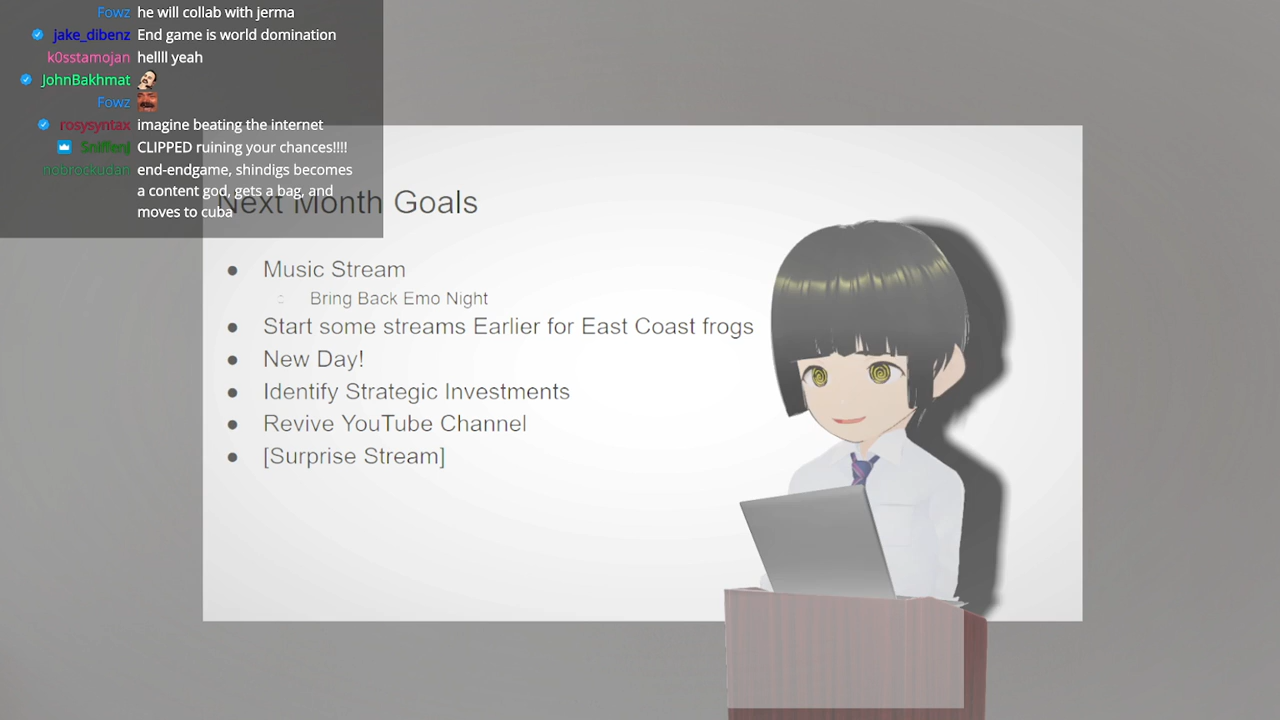 Fowz he will collab with jerma
jake_dibenz End game is world domination
k0sstamojan hellll yeah
JohnBakhmat
Fowz
rosysyntax imagine beating the internet
Sniffenj CLIPPED ruining your chances!!!!
nobrockudan end-endgame, shindigs becomes
a content god, gets a bag, and
moves to cuba
Next Month Goals
● Music Stream
○ Bring Back Emo Night
● Start some streams Earlier for East Coast frogs
● New Day!
● Identify Strategic Investments
● Revive YouTube Channel
● [Surprise Stream]